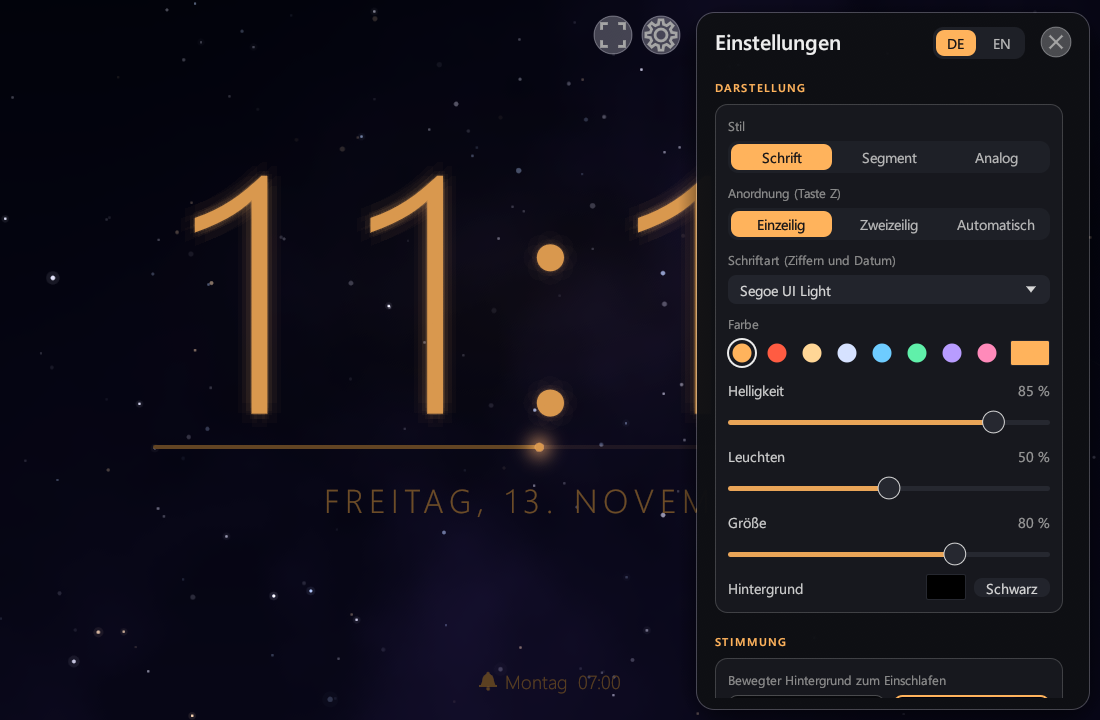 Einstellungen
DE EN
DARSTELLUNG
Stil
Schrift Segment Analog
Anordnung (Taste Z)
Einzeilig Zweizeilig Automatisch
Schriftart (Ziffern und Datum)
Segoe UI Light
Farbe
Helligkeit 85 %
Leuchten 50 %
Größe 80 %
Hintergrund Schwarz
STIMMUNG
Bewegter Hintergrund zum Einschlafen
11:1
FREITAG, 13. NOVEM
Montag 07:00